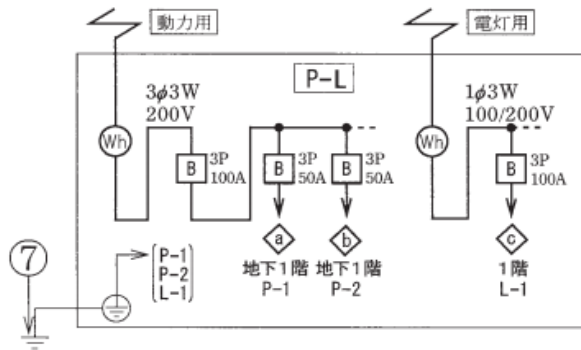 動力用
電灯用
P-L
3φ3W
200V
1φ3W
100/200V
Wh
B
3P
100A
B
3P
50A
B
3P
50A
Wh
B
3P
100A
a
b
c
地下1階
P-1
地下1階
P-2
1階
L-1
7
P-1
P-2
L-1